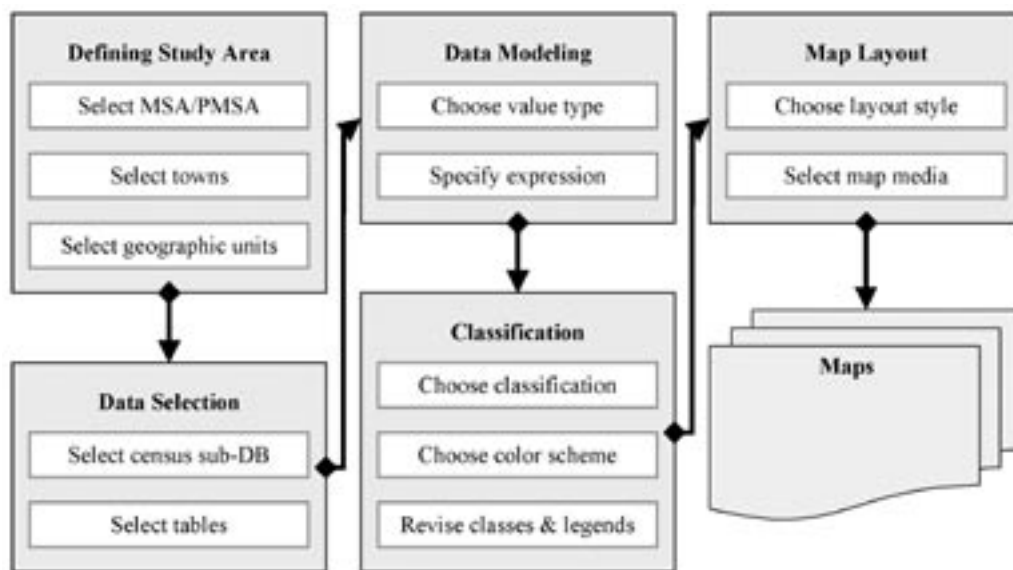 Defining Study Area
Select MSA/PMSA
Select towns
Select geographic units
Data Selection
Select census sub-DB
Select tables
Data Modeling
Choose value type
Specify expression
Classification
Choose classification
Choose color scheme
Revise classes & legends
Map Layout
Choose layout style
Select map media
Maps